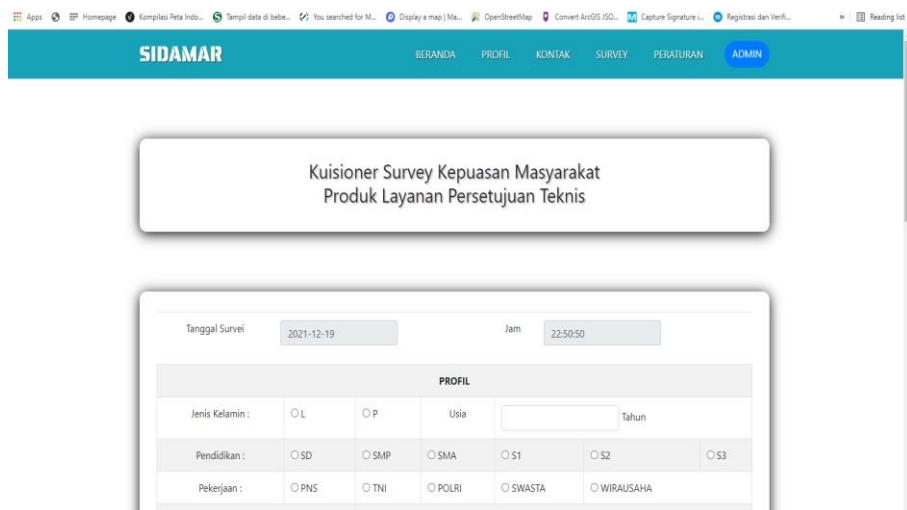 Apps Homepage Kompilasi Peta Indo... Tampil data di bebe... You searched for M... Display a map | Ma... OpenStreetMap Convert ArcGIS JSO... Capture Signature i... Registrasi dan Verifi... » Reading list
SIDAMAR BERANDA PROFIL KONTAK SURVEY PERATURAN ADMIN
Kuisioner Survey Kepuasan Masyarakat
Produk Layanan Persetujuan Teknis
Tanggal Survei 2021-12-19 Jam 22:50:50
PROFIL
Jenis Kelamin : L P Usia Tahun
Pendidikan : SD SMP SMA S1 S2 S3
Pekerjaan : PNS TNI POLRI SWASTA WIRAUSAHA